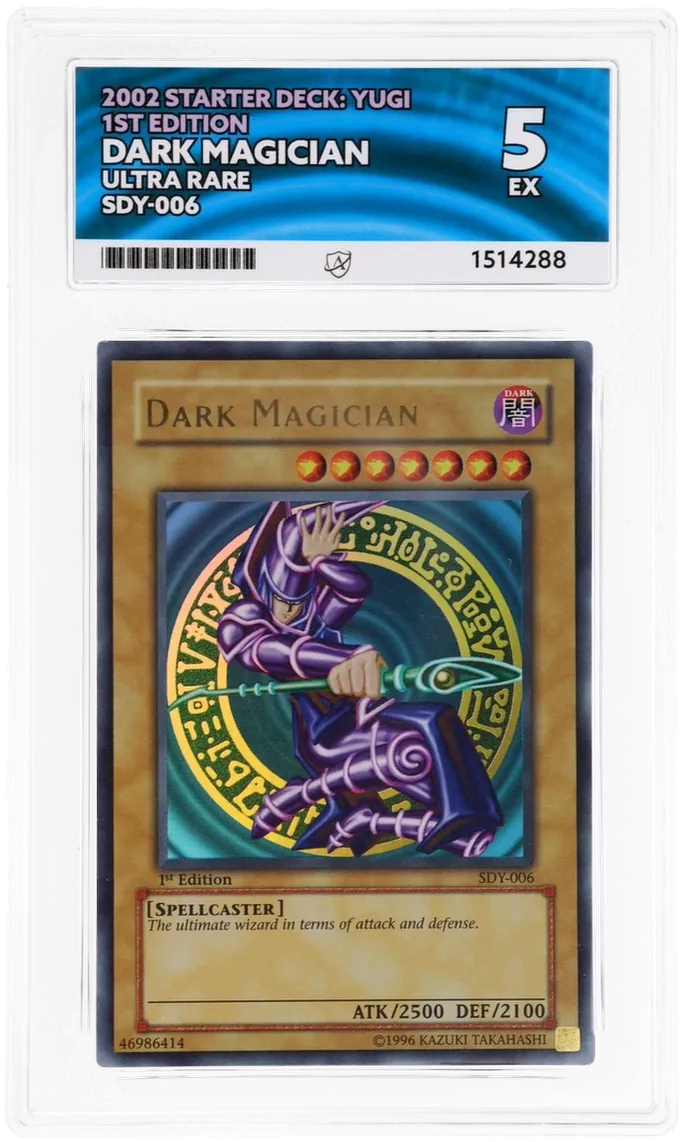 2002 STARTER DECK: YUGI
1ST EDITION
DARK MAGICIAN
ULTRA RARE
SDY-006
5
EX
1514288
DARK MAGICIAN
DARK
闇
1st Edition
SDY-006
[SPELLCASTER]
The ultimate wizard in terms of attack and defense.
ATK/2500 DEF/2100
46986414
©1996 KAZUKI TAKAHASHI